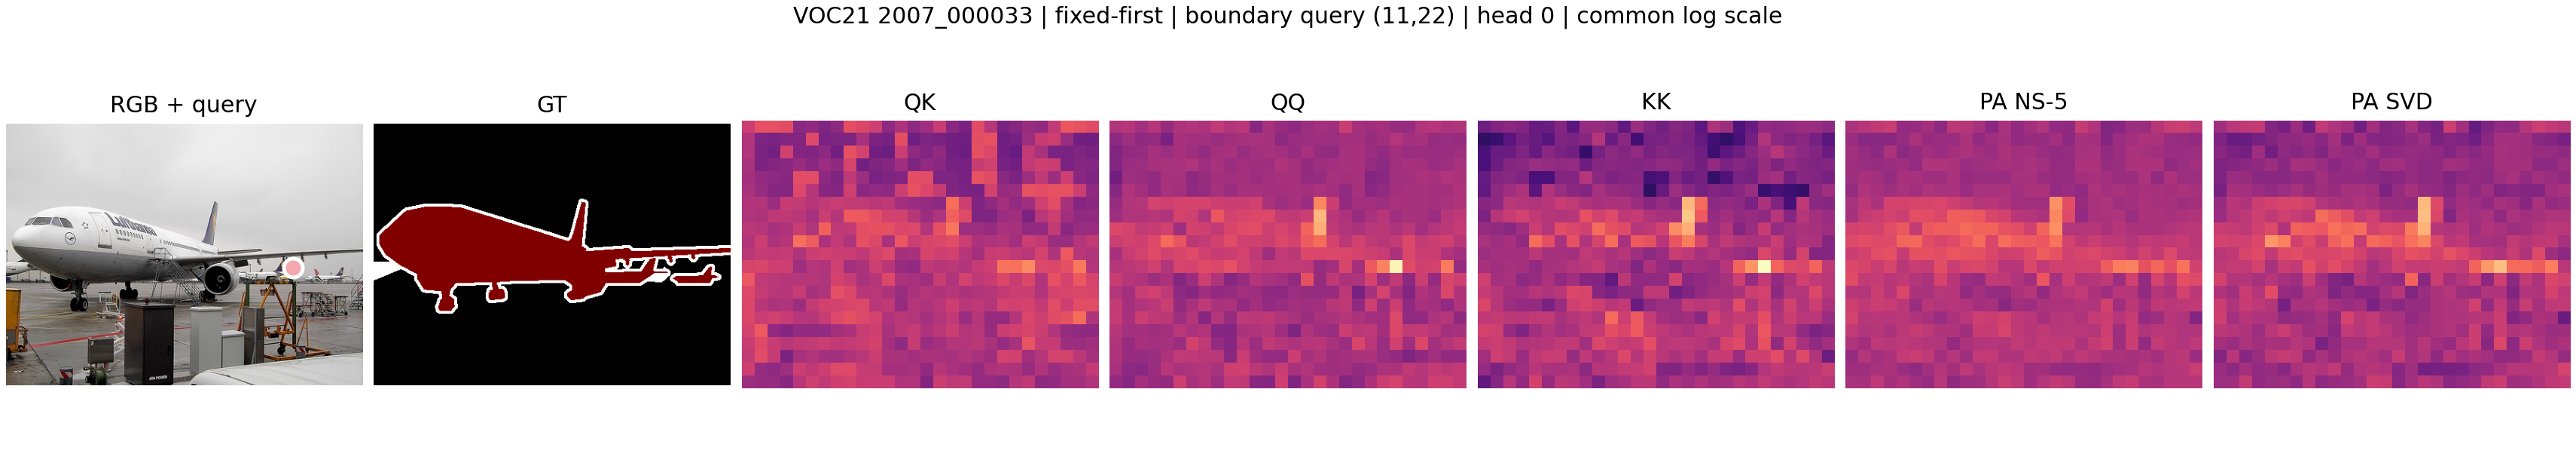 VOC21 2007_000033 | fixed-first | boundary query (11,22) | head 0 | common log scale
RGB + query
GT
QK
QQ
KK
PA NS-5
PA SVD
Lufthansa